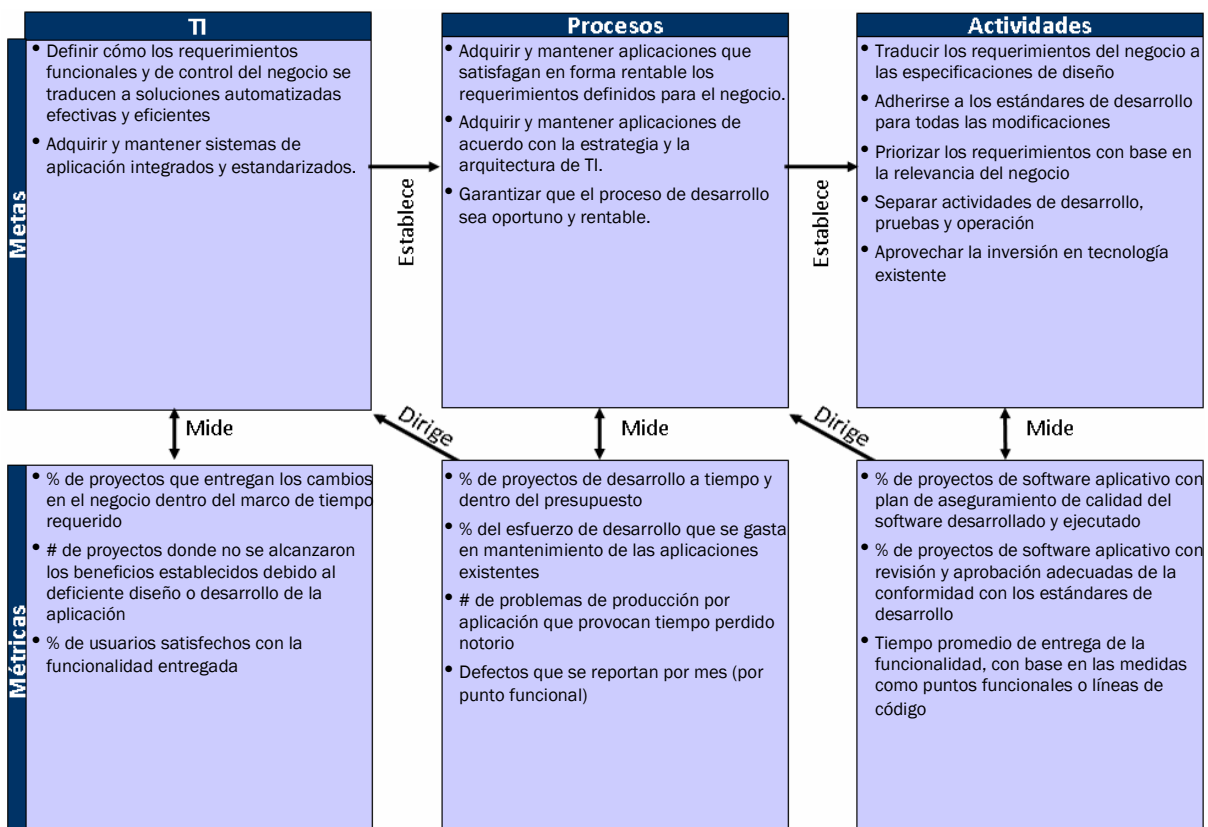 TI
Procesos
Actividades
Metas
• Definir cómo los requerimientos
funcionales y de control del negocio se
traducen a soluciones automatizadas
efectivas y eficientes
• Adquirir y mantener sistemas de
aplicación integrados y estandarizados.
Establece
• Adquirir y mantener aplicaciones que
satisfagan en forma rentable los
requerimientos definidos para el negocio.
• Adquirir y mantener aplicaciones de
acuerdo con la estrategia y la
arquitectura de TI.
• Garantizar que el proceso de desarrollo
sea oportuno y rentable.
Establece
• Traducir los requerimientos del negocio a
las especificaciones de diseño
• Adherirse a los estándares de desarrollo
para todas las modificaciones
• Priorizar los requerimientos con base en
la relevancia del negocio
• Separar actividades de desarrollo,
pruebas y operación
• Aprovechar la inversión en tecnología
existente
Mide
Dirige
Mide
Dirige
Mide
Métricas
• % de proyectos que entregan los cambios
en el negocio dentro del marco de tiempo
requerido
• # de proyectos donde no se alcanzaron
los beneficios establecidos debido al
deficiente diseño o desarrollo de la
aplicación
• % de usuarios satisfechos con la
funcionalidad entregada
• % de proyectos de desarrollo a tiempo y
dentro del presupuesto
• % del esfuerzo de desarrollo que se gasta
en mantenimiento de las aplicaciones
existentes
• # de problemas de producción por
aplicación que provocan tiempo perdido
notorio
• Defectos que se reportan por mes (por
punto funcional)
• % de proyectos de software aplicativo con
plan de aseguramiento de calidad del
software desarrollado y ejecutado
• % de proyectos de software aplicativo con
revisión y aprobación adecuadas de la
conformidad con los estándares de
desarrollo
• Tiempo promedio de entrega de la
funcionalidad, con base en las medidas
como puntos funcionales o líneas de
código